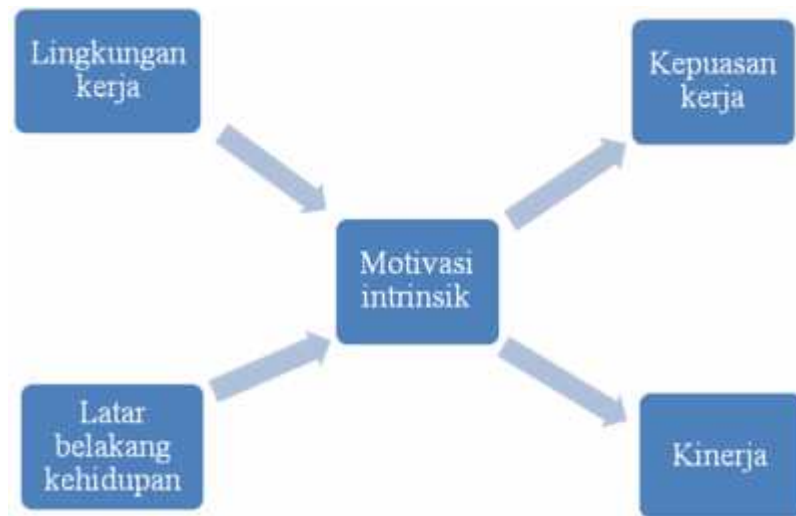 Lingkungan
kerja
Kepuasan
kerja
Motivasi
intrinsik
Latar
belakang
kehidupan
Kinerja